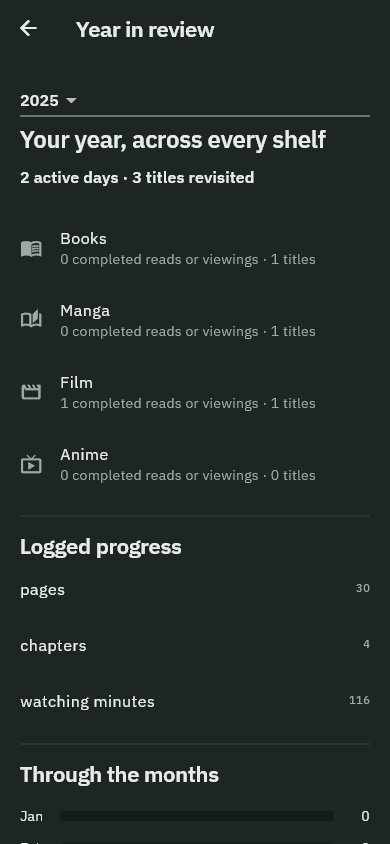 Year in review
2025
Your year, across every shelf
2 active days · 3 titles revisited
Books
0 completed reads or viewings · 1 titles
Manga
0 completed reads or viewings · 1 titles
Film
1 completed reads or viewings · 1 titles
Anime
0 completed reads or viewings · 0 titles
Logged progress
pages 30
chapters 4
watching minutes 116
Through the months
Jan 0